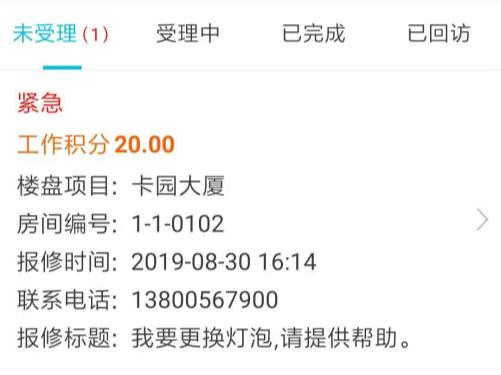 未受理(1) 受理中 已完成 已回访
紧急
工作积分20.00
楼盘项目: 卡园大厦
房间编号: 1-1-0102
报修时间: 2019-08-30 16:14
联系电话: 13800567900
报修标题: 我要更换灯泡,请提供帮助。